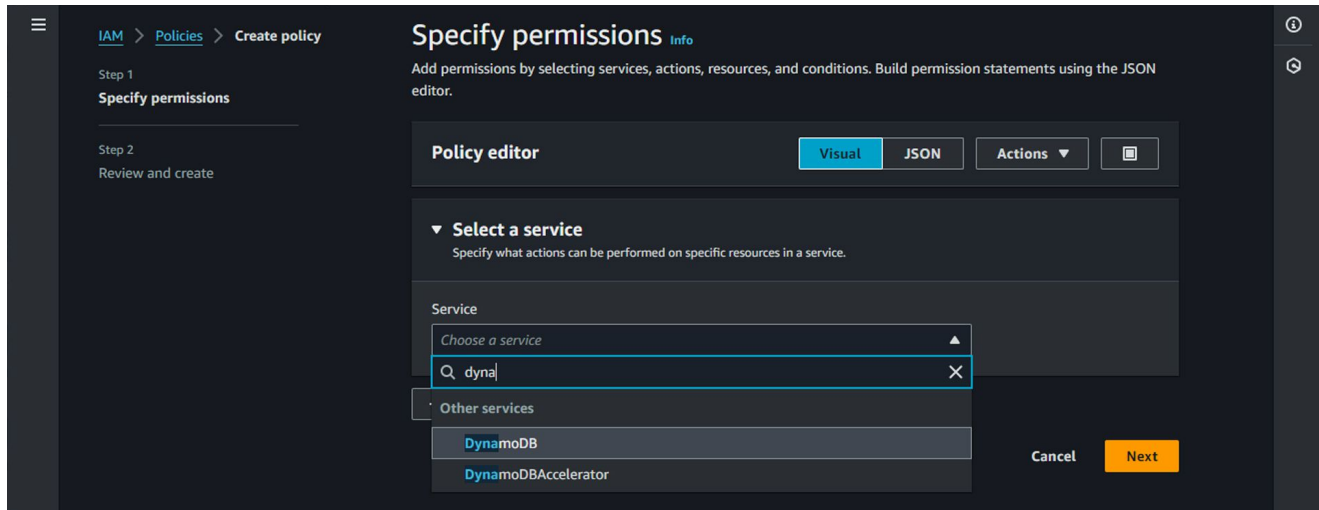 IAM > Policies > Create policy
Step 1
Specify permissions
Step 2
Review and create
Specify permissions Info
Add permissions by selecting services, actions, resources, and conditions. Build permission statements using the JSON
editor.
Policy editor
Visual
JSON
Actions
Select a service
Specify what actions can be performed on specific resources in a service.
Service
Choose a service
dyna
Other services
DynamoDB
DynamoDBAccelerator
Cancel
Next